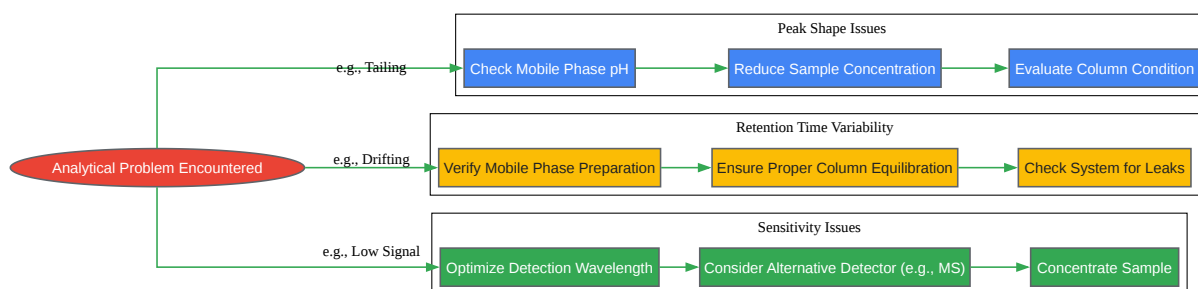 Peak Shape Issues
e.g., Tailing
Check Mobile Phase pH
Reduce Sample Concentration
Evaluate Column Condition
Retention Time Variability
Analytical Problem Encountered
e.g., Drifting
Verify Mobile Phase Preparation
Ensure Proper Column Equilibration
Check System for Leaks
Sensitivity Issues
e.g., Low Signal
Optimize Detection Wavelength
Consider Alternative Detector (e.g., MS)
Concentrate Sample